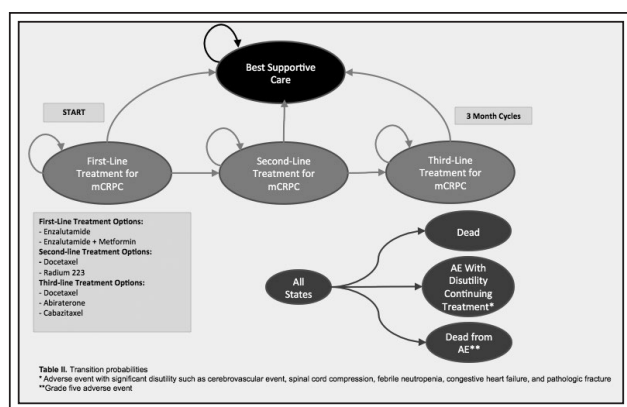 Best Supportive
Care
START
3 Month Cycles
First-Line
Treatment for
mCRPC
Second-Line
Treatment for
mCRPC
Third-Line
Treatment for
mCRPC
First-Line Treatment Options:
- Enzalutamide
- Enzalutamide + Metformin
Second-line Treatment Options:
- Docetaxel
- Radium 223
Third-line Treatment Options:
- Docetaxel
- Abiraterone
- Cabazitaxel
All
States
Dead
AE With
Disutility
Continuing
Treatment*
Dead from
AE**
Table II. Transition probabilities
* Adverse event with significant disutility such as cerebrovascular event, spinal cord compression, febrile neutropenia, congestive heart failure, and pathologic fracture
**Grade five adverse event